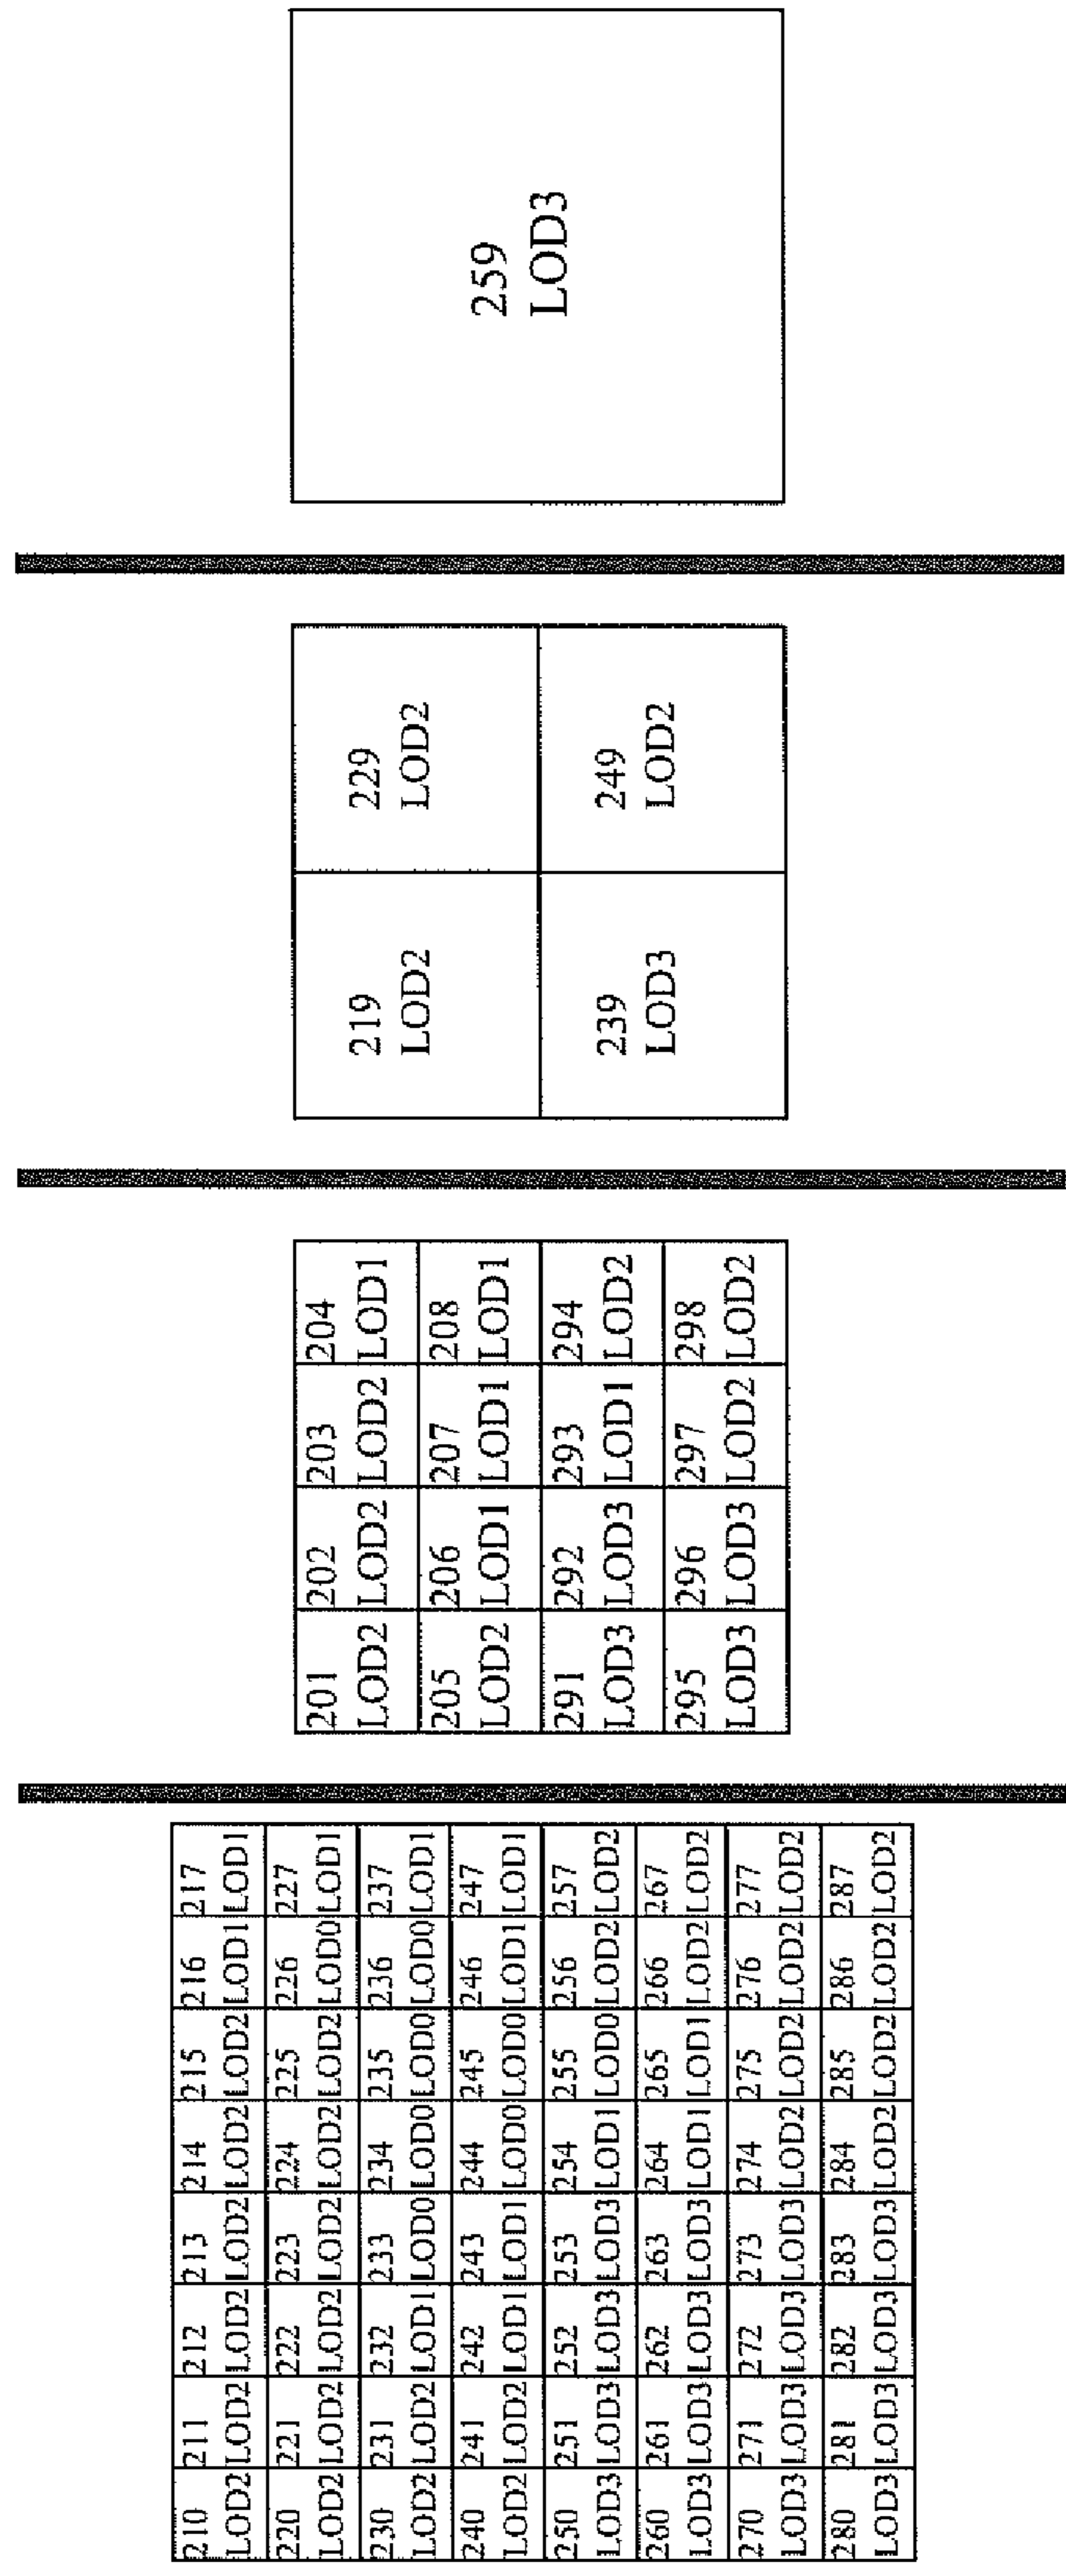 210 211 212 213 214 215 216 217
LOD2 LOD2 LOD2 LOD2 LOD2 LOD2 LOD1 LOD1
220 221 222 223 224 225 226 227
LOD2 LOD2 LOD2 LOD2 LOD2 LOD2 LOD0 LOD1
230 231 232 233 234 235 236 237
LOD2 LOD2 LOD1 LOD0 LOD0 LOD0 LOD0 LOD1
240 241 242 243 244 245 246 247
LOD2 LOD2 LOD1 LOD1 LOD0 LOD0 LOD1 LOD1
250 251 252 253 254 255 256 257
LOD3 LOD3 LOD3 LOD3 LOD1 LOD0 LOD2 LOD2
260 261 262 263 264 265 266 267
LOD3 LOD3 LOD3 LOD3 LOD1 LOD1 LOD2 LOD2
270 271 272 273 274 275 276 277
LOD3 LOD3 LOD3 LOD3 LOD2 LOD2 LOD2 LOD2
280 281 282 283 284 285 286 287
LOD3 LOD3 LOD3 LOD3 LOD2 LOD2 LOD2 LOD2
201 202 203 204
LOD2 LOD2 LOD2 LOD1
205 206 207 208
LOD2 LOD1 LOD1 LOD1
291 292 293 294
LOD3 LOD3 LOD1 LOD2
295 296 297 298
LOD3 LOD3 LOD2 LOD2
219 229
LOD2 LOD2
239 249
LOD3 LOD2
259
LOD3